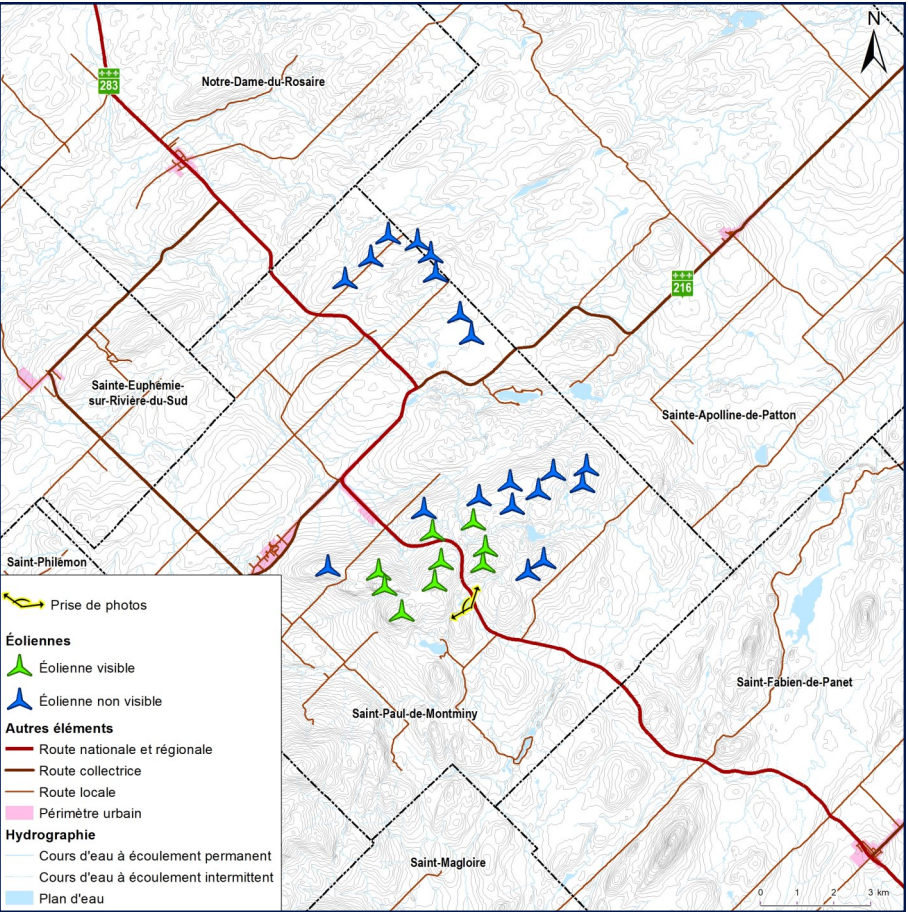 N
283
Notre-Dame-du-Rosaire
216
Sainte-Euphémie-
sur-Rivière-du-Sud
Sainte-Apolline-de-Patton
Saint-Philémon
Saint-Fabien-de-Panet
Saint-Paul-de-Montminy
Saint-Magloire
Prise de photos
Éoliennes
Éolienne visible
Éolienne non visible
Autres éléments
Route nationale et régionale
Route collectrice
Route locale
Périmètre urbain
Hydrographie
Cours d'eau à écoulement permanent
Cours d'eau à écoulement intermittent
Plan d'eau
0 1 2 3 km